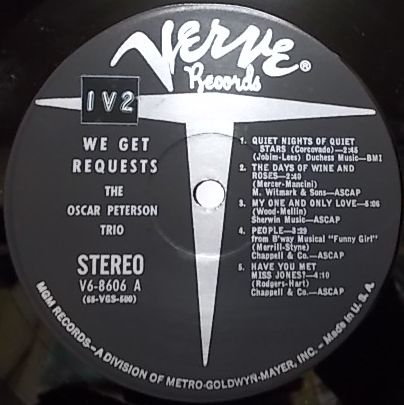 VERVE ®
Records
1V2
WE GET
REQUESTS
THE
OSCAR PETERSON
TRIO
STEREO
V6-8606 A
(65-VGS-500)
1. QUIET NIGHTS OF QUIET
STARS (Corcovado)—2:45
(Jobim-Lees) Duchess Music—BMI
2. THE DAYS OF WINE AND
ROSES—2:40
(Mercer-Mancini)
M. Witmark & Sons—ASCAP
3. MY ONE AND ONLY LOVE—5:06
(Wood-Mellin)
Sherwin Music—ASCAP
4. PEOPLE—3:29
from B'way Musical "Funny Girl"
(Merrill-Styne)
Chappell & Co.—ASCAP
5. HAVE YOU MET
MISS JONES?—4:10
(Rodgers-Hart)
Chappell & Co.—ASCAP
MGM RECORDS—A DIVISION OF METRO-GOLDWYN-MAYER, INC.—Made in U.S.A.